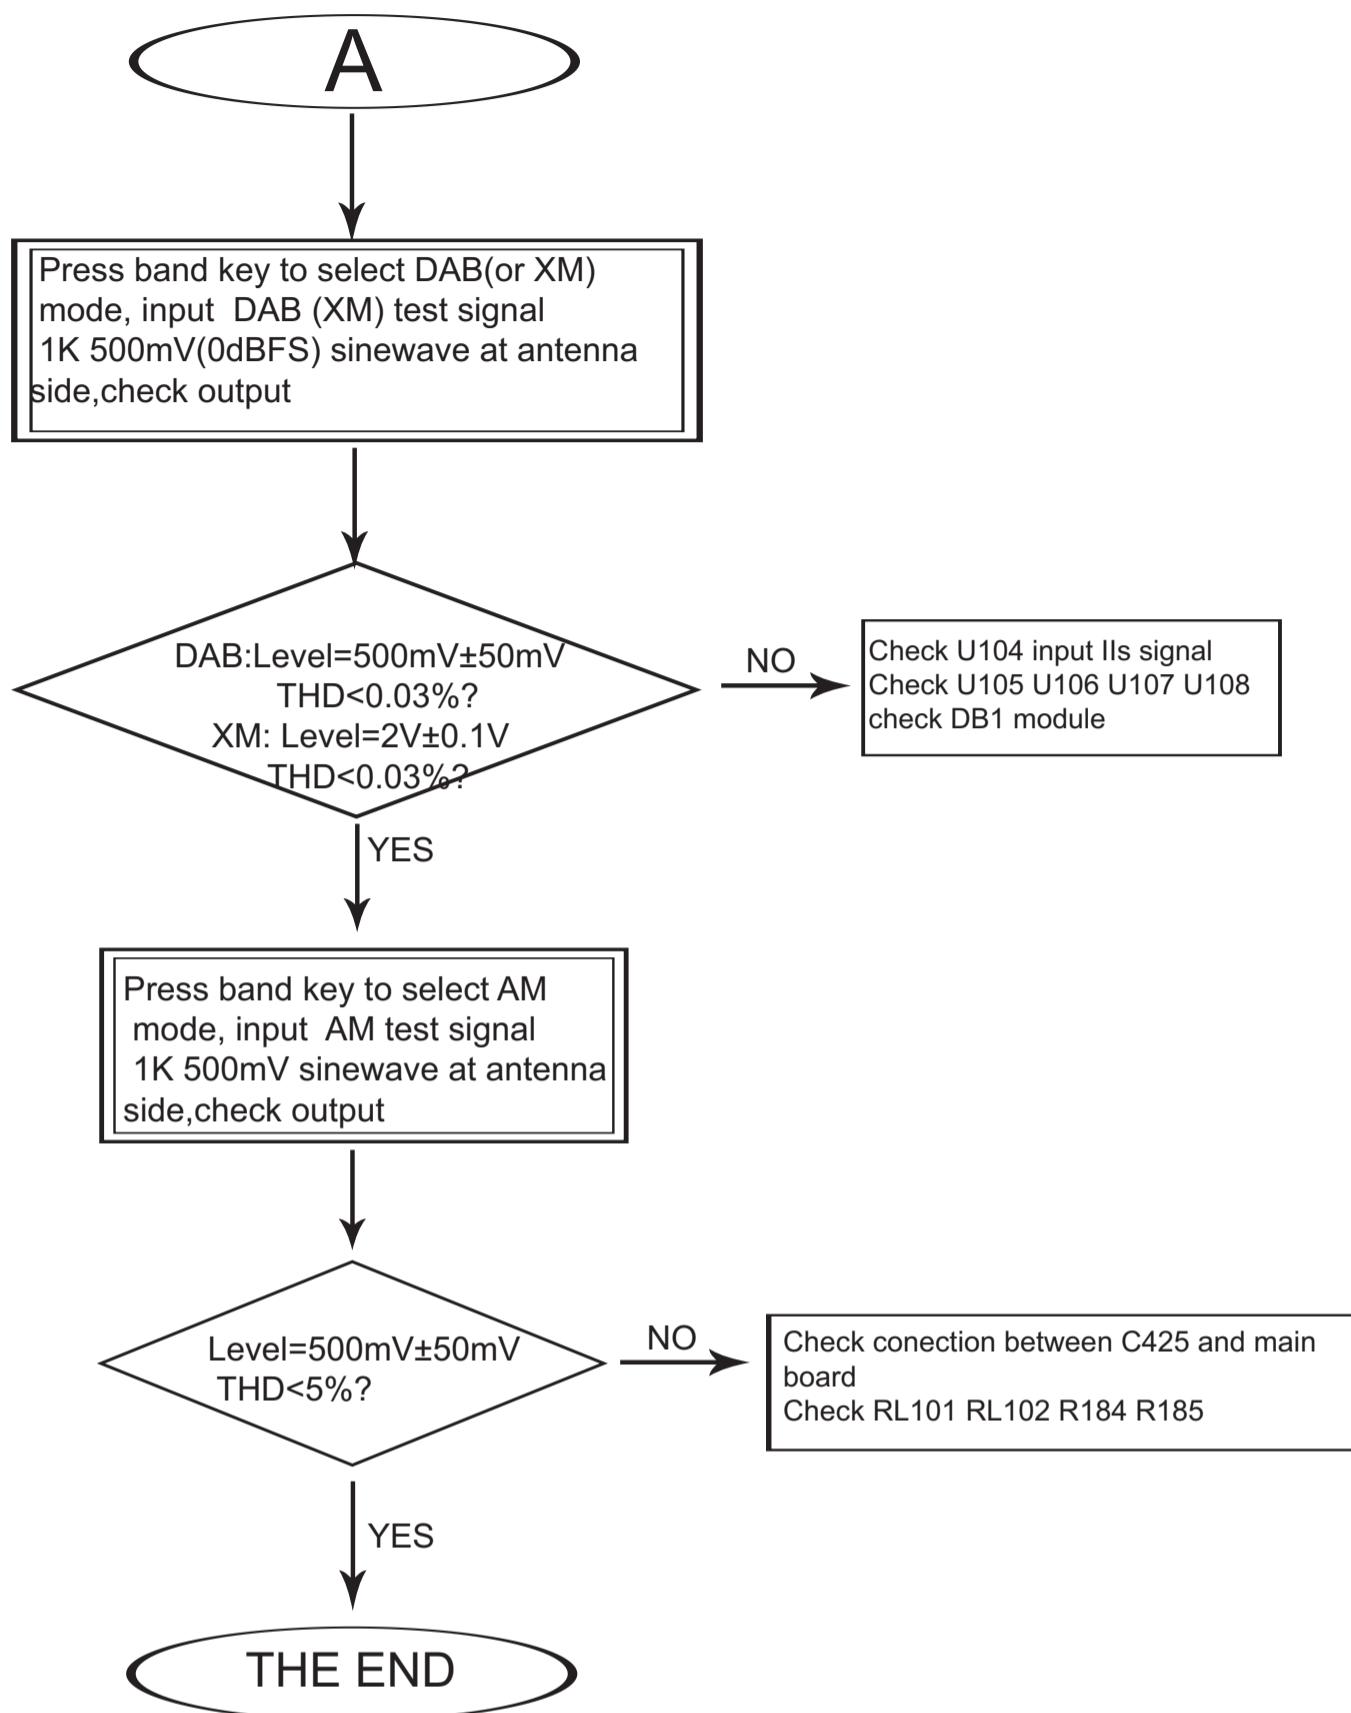 A
Press band key to select DAB(or XM)
mode, input  DAB (XM) test signal
1K 500mV(0dBFS) sinewave at antenna
side,check output
DAB:Level=500mV±50mV
THD<0.03%?
XM: Level=2V±0.1V
THD<0.03%?
NO
Check U104 input IIs signal
Check U105 U106 U107 U108
check DB1 module
YES
Press band key to select AM
mode, input  AM test signal
1K 500mV sinewave at antenna
side,check output
Level=500mV±50mV
THD<5%?
NO
Check conection between C425 and main
board
Check RL101 RL102 R184 R185
YES
THE END